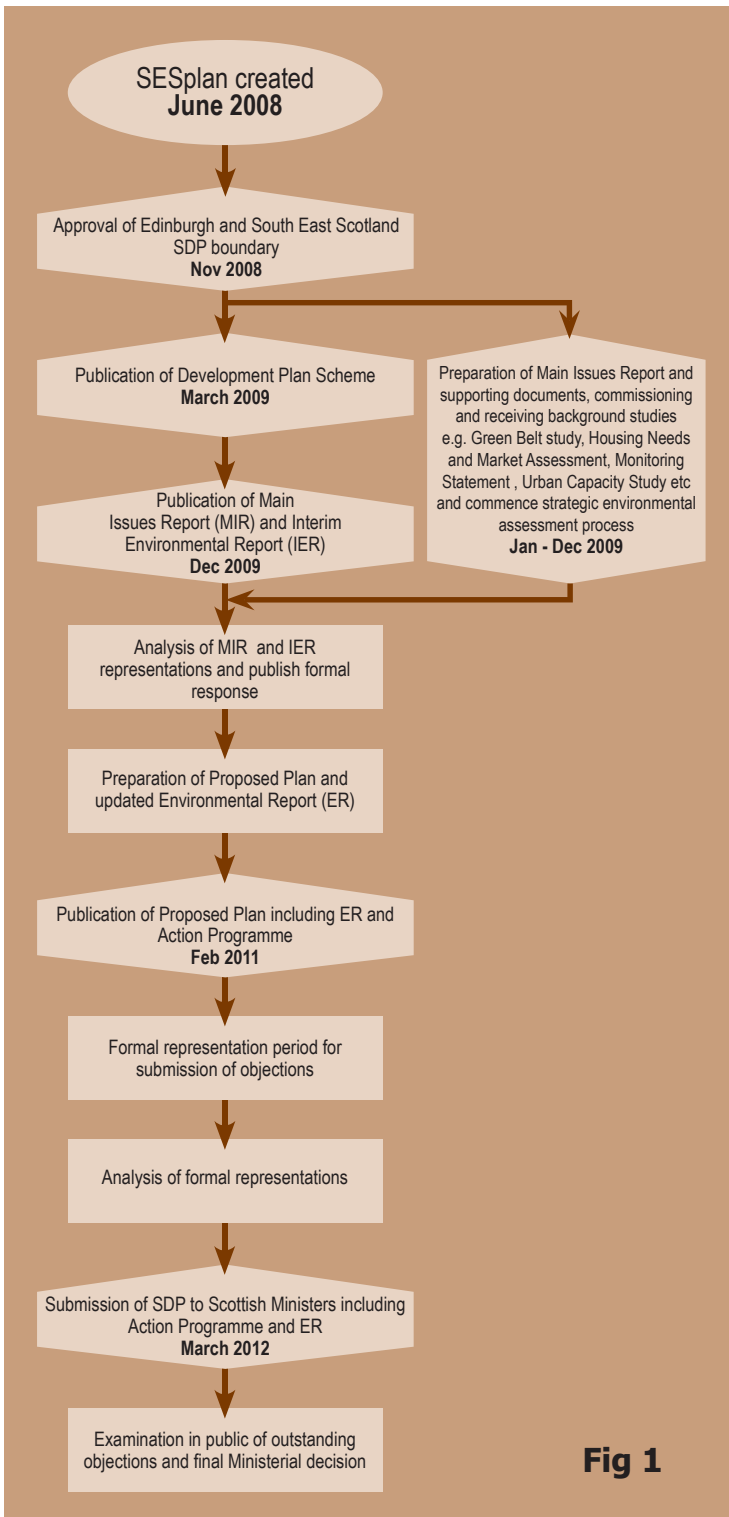 SESplan created
June 2008
Approval of Edinburgh and South East Scotland
SDP boundary
Nov 2008
Publication of Development Plan Scheme
March 2009
Preparation of Main Issues Report and
supporting documents, commissioning
and receiving background studies
e.g. Green Belt study, Housing Needs
and Market Assessment, Monitoring
Statement , Urban Capacity Study etc
and commence strategic environmental
assessment process
Jan - Dec 2009
Publication of Main
Issues Report (MIR) and Interim
Environmental Report (IER)
Dec 2009
Analysis of MIR  and IER
representations and publish formal
response
Preparation of Proposed Plan and
updated Environmental Report (ER)
Publication of Proposed Plan including ER and
Action Programme
Feb 2011
Formal representation period for
submission of objections
Analysis of formal representations
Submission of SDP to Scottish Ministers including
Action Programme and ER
March 2012
Examination in public of outstanding
objections and final Ministerial decision
Fig 1